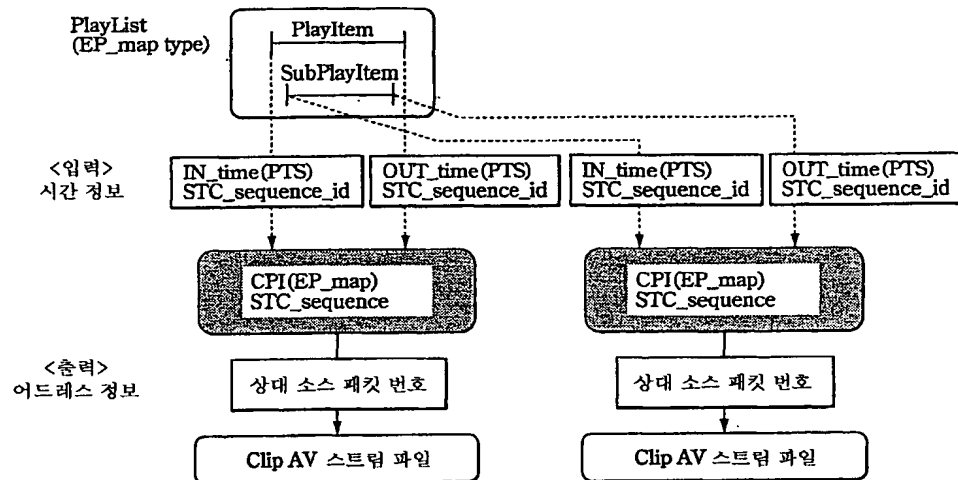 PlayList
(EP_map type)
PlayItem
SubPlayItem
<입력>
시간 정보
IN_time(PTS)
STC_sequence_id
OUT_time(PTS)
STC_sequence_id
IN_time(PTS)
STC_sequence_id
OUT_time(PTS)
STC_sequence_id
CPI(EP_map)
STC_sequence
CPI(EP_map)
STC_sequence
<출력>
어드레스 정보
상대 소스 패킷 번호
상대 소스 패킷 번호
Clip AV 스트림 파일
Clip AV 스트림 파일